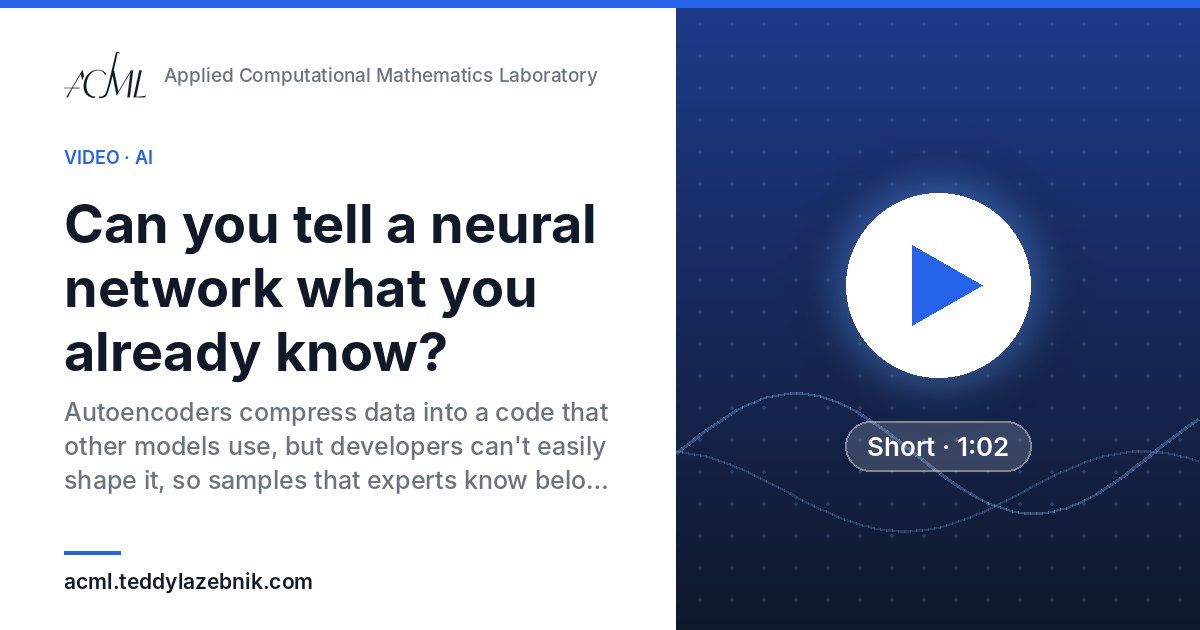 ACML
Applied Computational Mathematics Laboratory
VIDEO · AI
Can you tell a neural
network what you
already know?
Autoencoders compress data into a code that
other models use, but developers can't easily
shape it, so samples that experts know belo...
acml.teddylazebnik.com
Short · 1:02